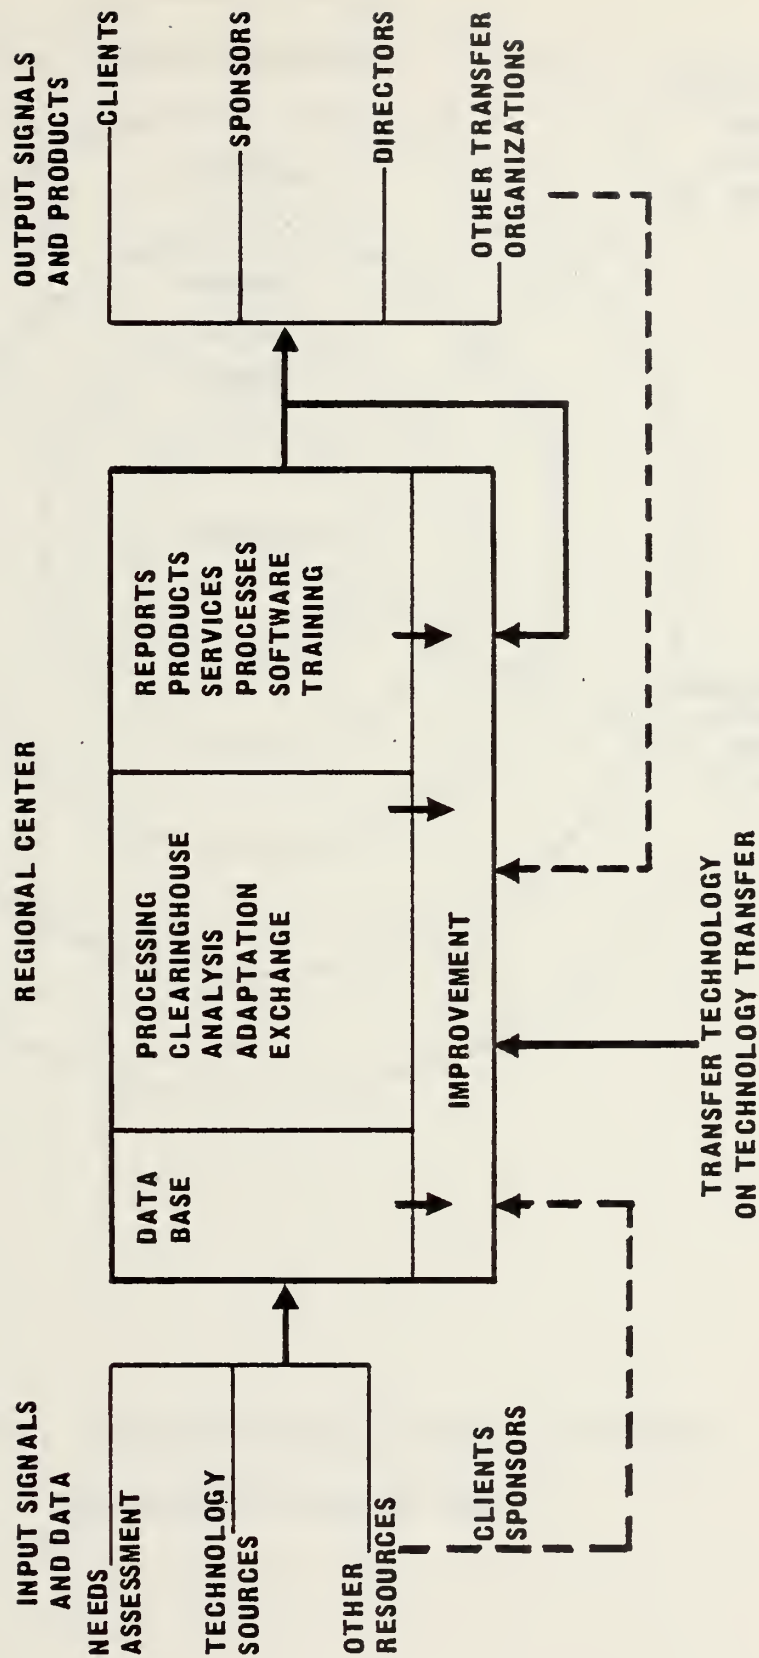 INPUT SIGNALS
AND DATA
NEEDS
ASSESSMENT
TECHNOLOGY
SOURCES
OTHER
RESOURCES
CLIENTS
SPONSORS
REGIONAL CENTER
DATA
BASE
PROCESSING
CLEARINGHOUSE
ANALYSIS
ADAPTATION
EXCHANGE
REPORTS
PRODUCTS
SERVICES
PROCESSES
SOFTWARE
TRAINING
IMPROVEMENT
TRANSFER TECHNOLOGY
ON TECHNOLOGY TRANSFER
OUTPUT SIGNALS
AND PRODUCTS
CLIENTS
SPONSORS
DIRECTORS
OTHER TRANSFER
ORGANIZATIONS